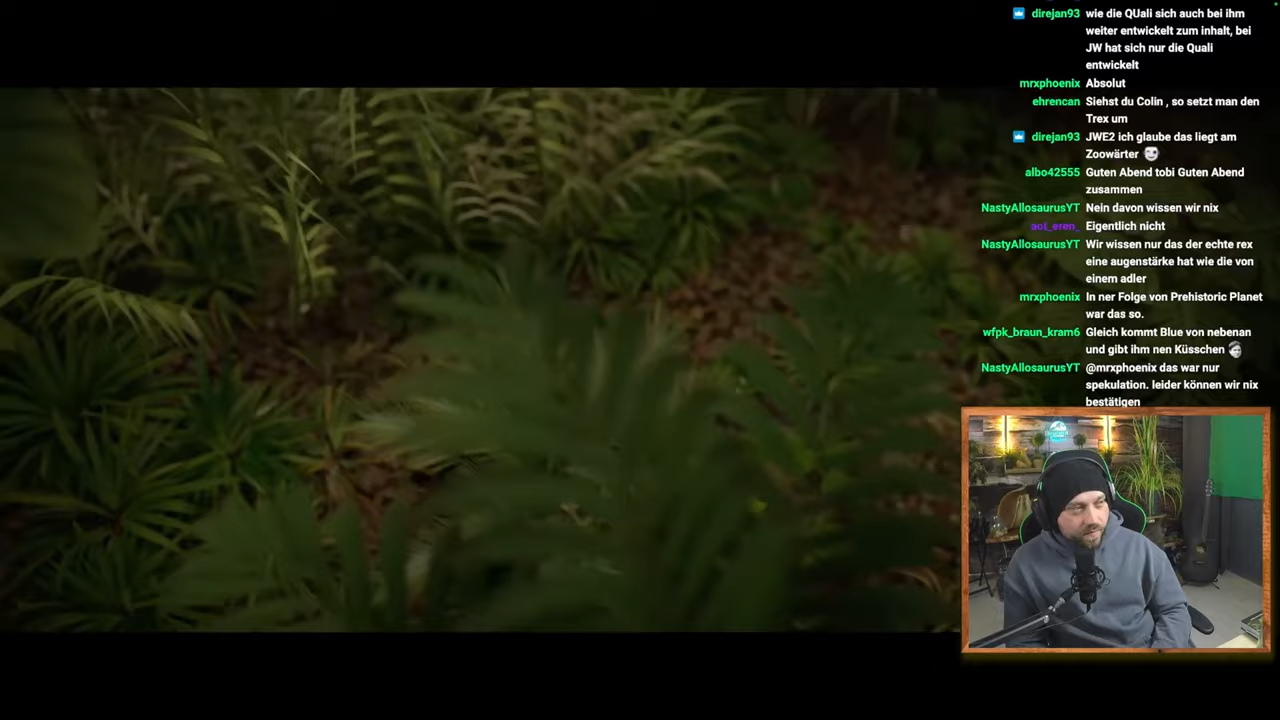 direjan93 wie die QUali sich auch bei ihm
weiter entwickelt zum inhalt, bei
JW hat sich nur die Quali
entwickelt
mrxphoenix Absolut
ehrencan Siehst du Colin , so setzt man den
Trex um
direjan93 JWE2 ich glaube das liegt am
Zoowärter
albo42555 Guten Abend tobi Guten Abend
zusammen
NastyAllosaurusYT Nein davon wissen wir nix
aot_eren_ Eigentlich nicht
NastyAllosaurusYT Wir wissen nur das der echte rex
eine augenstärke hat wie die von
einem adler
mrxphoenix In ner Folge von Prehistoric Planet
war das so.
wfpk_braun_kram6 Gleich kommt Blue von nebenan
und gibt ihm nen Küsschen
NastyAllosaurusYT @mrxphoenix das war nur
spekulation. leider können wir nix
bestätigen